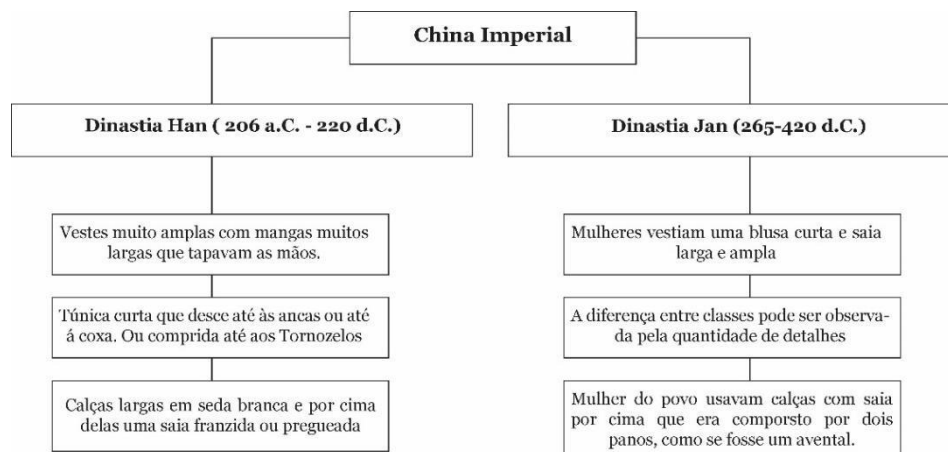 China Imperial
Dinastia Han ( 206 a.C. - 220 d.C.)
Vestes muito amplas com mangas muitos
largas que tapavam as mãos.
Túnica curta que desce até às ancas ou até
á coxa. Ou comprida até aos Tornozelos
Calças largas em seda branca e por cima
delas uma saia franzida ou pregueada
Dinastia Jan (265-420 d.C.)
Mulheres vestiam uma blusa curta e saia
larga e ampla
A diferença entre classes pode ser observa-
da pela quantidade de detalhes
Mulher do povo usavam calças com saia
por cima que era comporsto por dois
panos, como se fosse um avental.